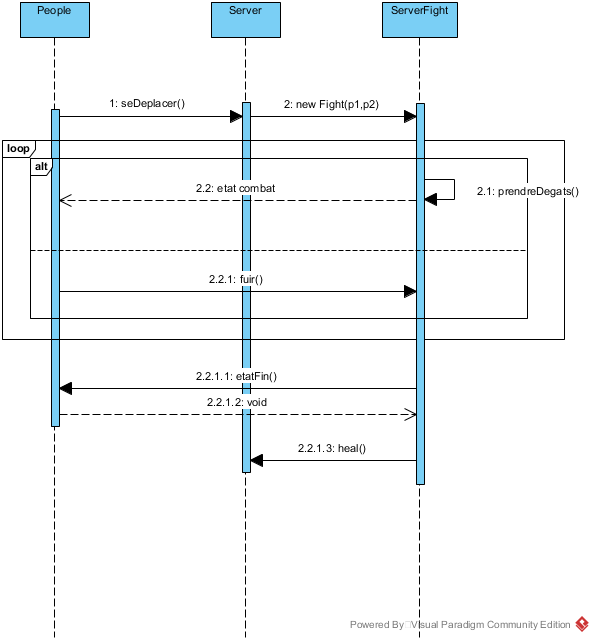 People
Server
ServerFight
1: seDeplacer()
2: new Fight(p1,p2)
loop
alt
2.2: etat combat
2.1: prendreDegats()
2.2.1: fuir()
2.2.1.1: etatFin()
2.2.1.2: void
2.2.1.3: heal()
Powered By Visual Paradigm Community Edition